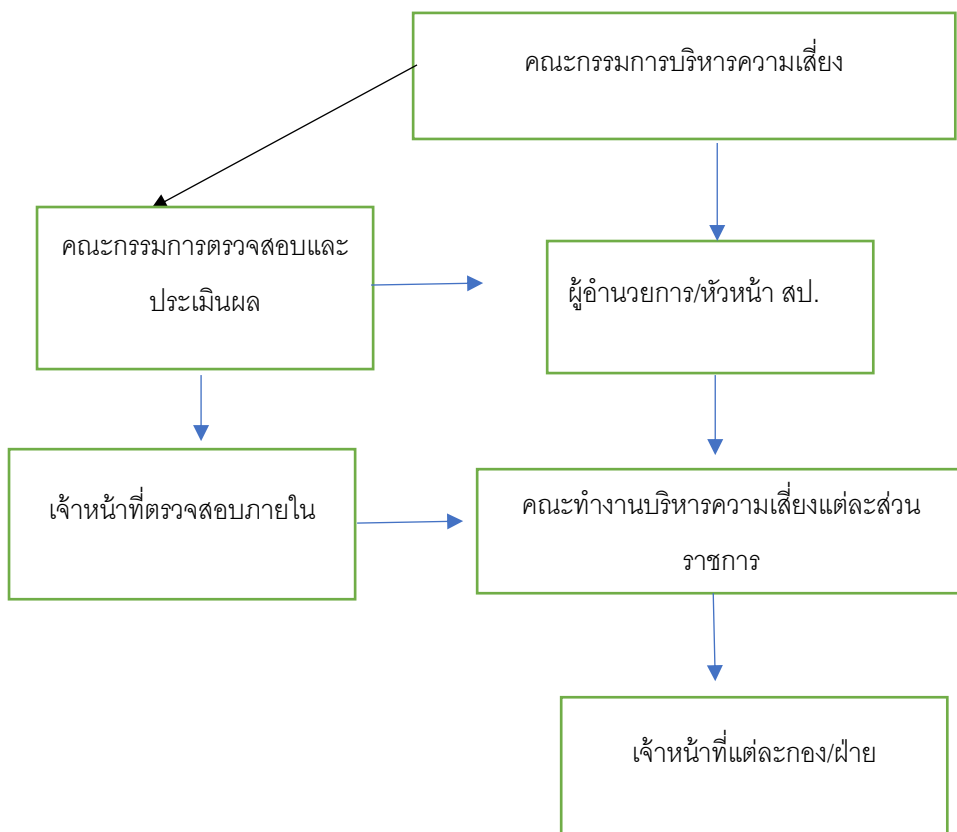 คณะกรรมการบริหารความเสี่ยง
คณะกรรมการตรวจสอบและ
ประเมินผล
ผู้อำนวยการ/หัวหน้า สป.
เจ้าหน้าที่ตรวจสอบภายใน
คณะทำงานบริหารความเสี่ยงแต่ละส่วน
ราชการ
เจ้าหน้าที่แต่ละกอง/ฝ่าย